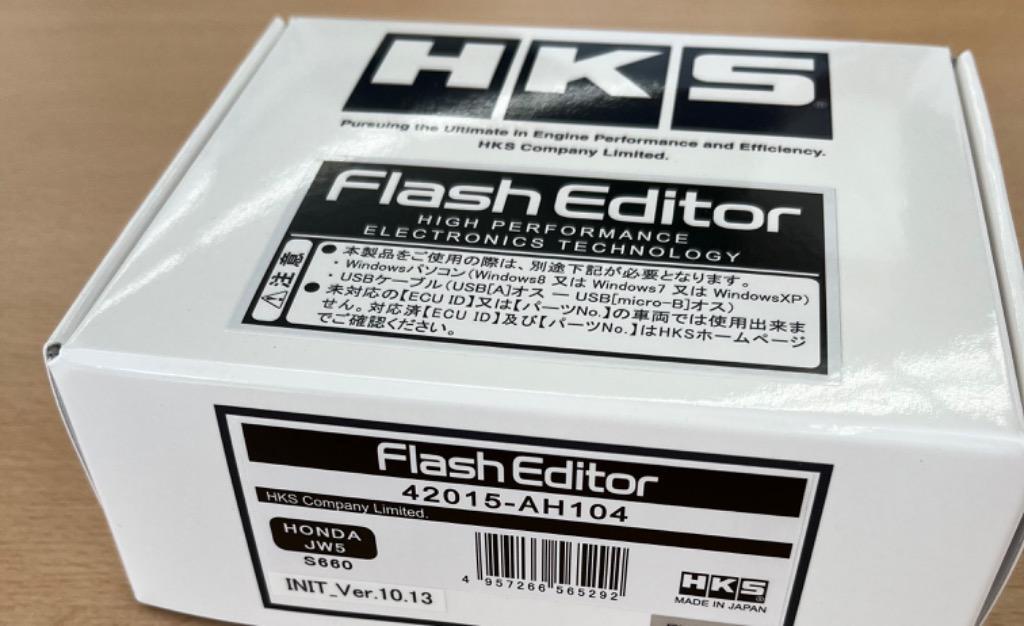 HKS
Pursuing the Ultimate in Engine Performance and Efficiency.
HKS Company Limited.
Flash Editor
HIGH PERFORMANCE
ELECTRONICS TECHNOLOGY
⚠注意
● 本製品をご使用の際は、別途下記が必要となります。
・Windowsパソコン(Windows8 又は Windows7 又は WindowsXP)
・USBケーブル(USB[A]オス ― USB[micro-B]オス)
● 未対応の【ECU ID】又は【パーツNo.】の車両では使用出来ま
せん。対応済【ECU ID】及び【パーツNo.】はHKSホームページ
でご確認ください。
Flash Editor
42015-AH104
HKS Company Limited.
HONDA
JW5
S660
INIT_Ver.10.13
4 957266 565292
HKS
MADE IN JAPAN